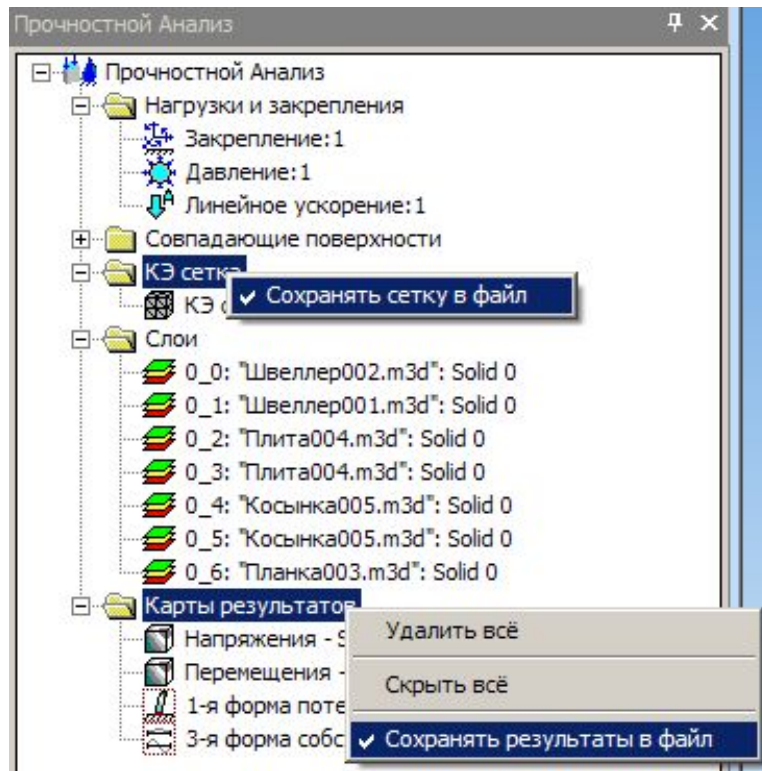 Прочностной Анализ
Прочностной Анализ
Нагрузки и закрепления
Закрепление:1
Давление:1
Линейное ускорение:1
Совпадающие поверхности
КЭ сетка
Сохранять сетку в файл
КЭ
Слои
0_0: "Швеллер002.m3d": Solid 0
0_1: "Швеллер001.m3d": Solid 0
0_2: "Плита004.m3d": Solid 0
0_3: "Плита004.m3d": Solid 0
0_4: "Косынка005.m3d": Solid 0
0_5: "Косынка005.m3d": Solid 0
0_6: "Планка003.m3d": Solid 0
Карты результатов
Удалить всё
Напряжения - S
Перемещения -
Скрыть всё
1-я форма поте
3-я форма собс
Сохранять результаты в файл